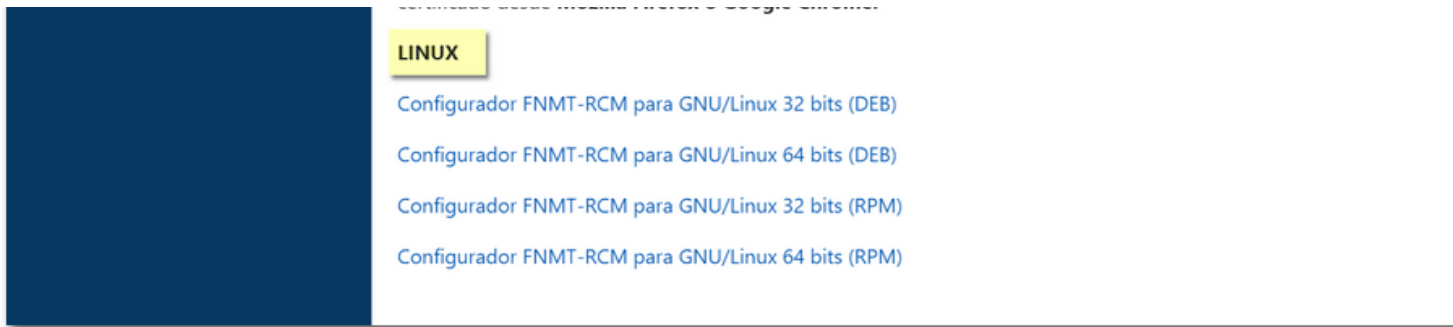 LINUX
Configurador FNMT-RCM para GNU/Linux 32 bits (DEB)
Configurador FNMT-RCM para GNU/Linux 64 bits (DEB)
Configurador FNMT-RCM para GNU/Linux 32 bits (RPM)
Configurador FNMT-RCM para GNU/Linux 64 bits (RPM)